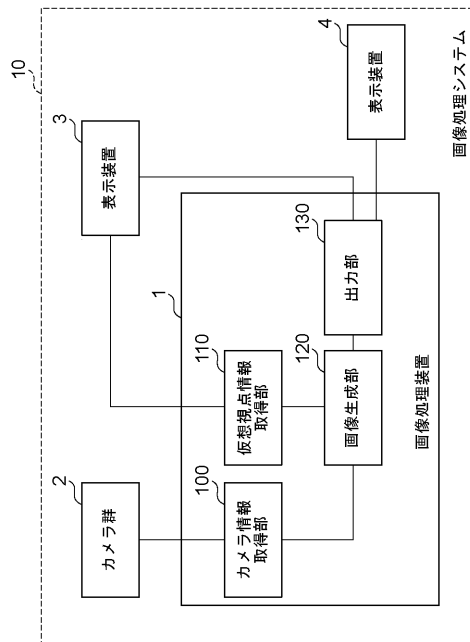 10
2
カメラ群
3
表示装置
1
100
カメラ情報
取得部
110
仮想視点情報
取得部
120
画像生成部
130
出力部
4
表示装置
画像処理装置
画像処理システム